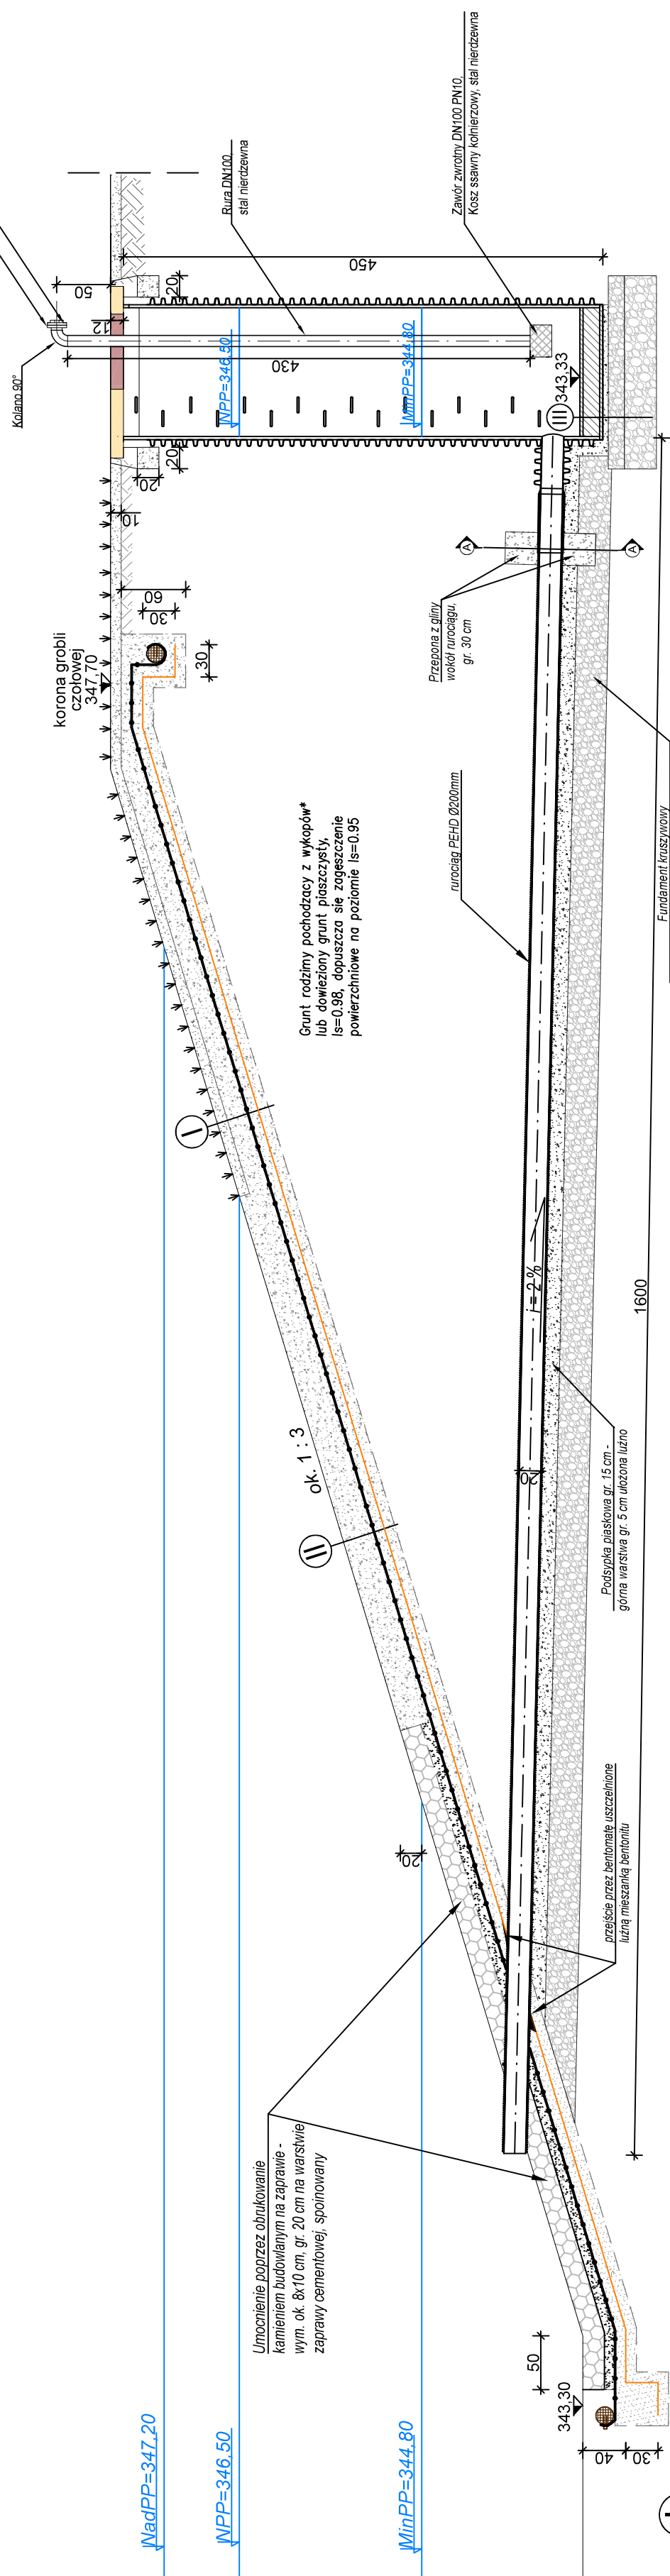 Kolano 90°
50
12
430
450
20
20
20
10
60
30
30
korona grobli
czołowej
347,70
Rura DN100,
stal nierdzewna
Zawór zwrotny DN100 PN10,
Kosz ssawny kołnierzowy, stal nierdzewna
NPP=346,50
MinPP=344,80
III
343,33
A
A
Przepona z gliny
wokół rurociągu,
gr. 30 cm
rurociąg PEHD Ø200mm
Grunt rodzimy pochodzący z wykopów*
lub dowieziony grunt piaszczysty,
Is=0.98, dopuszcza się zagęszczenie
powierzchniowe na poziomie Is=0.95
Fundament kruszywowy
I
II
ok. 1 : 3
i = 2 %
20
1600
Podsypka piaskowa gr. 15 cm -
górna warstwa gr. 5 cm ułożona luźno
przejście przez bentomatę uszczelnione
luźną mieszanką bentonitu
20
Umocnienie poprzez obrukowanie
kamieniem budowlanym na zaprawie -
wym. ok. 8x10 cm, gr. 20 cm na warstwie
zaprawy cementowej, spoinowany
50
343,30
40
30
NadPP=347,20
NPP=346,50
MinPP=344,80